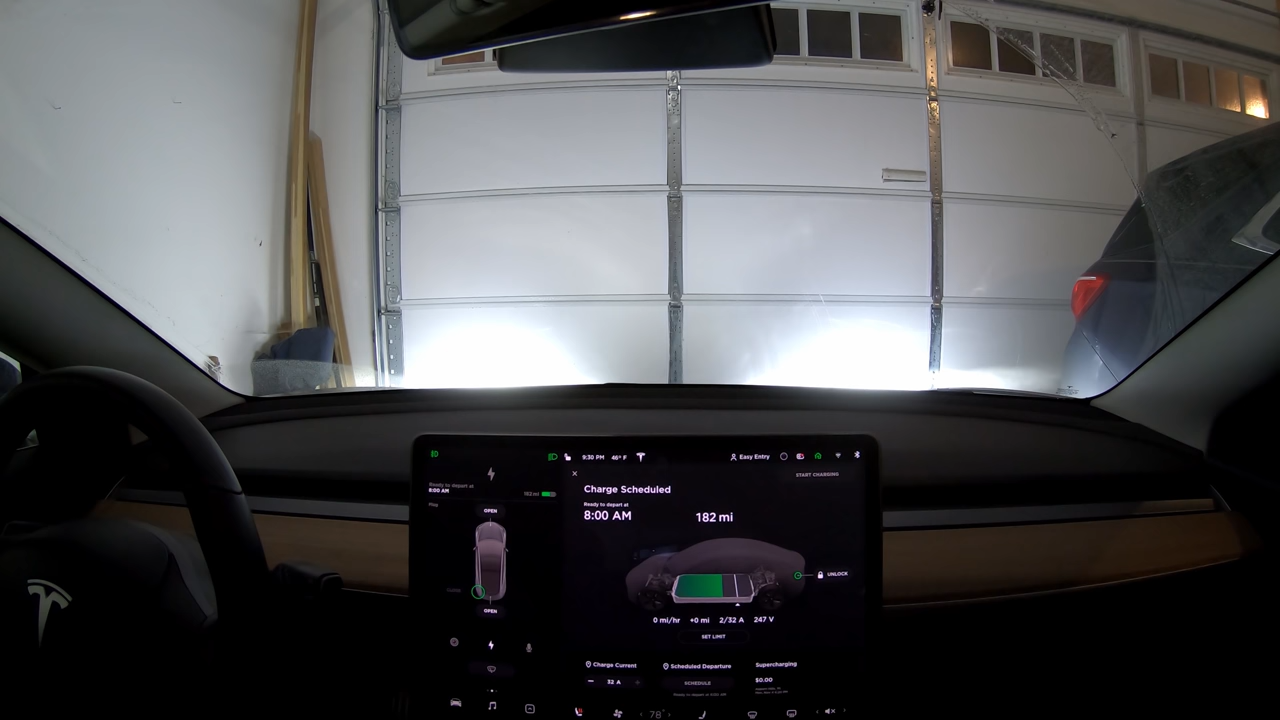 9:30 PM 46° F
Easy Entry
START CHARGING
Ready to depart at
8:00 AM
182 mi
OPEN
OPEN
Charge Scheduled
Ready to depart at
8:00 AM
182 mi
UNLOCK
0 mi/hr +0 mi 2/32 A 247 V
SET LIMIT
Charge Current
− 32 A +
Scheduled Departure
SCHEDULE
Supercharging
$0.00
78°